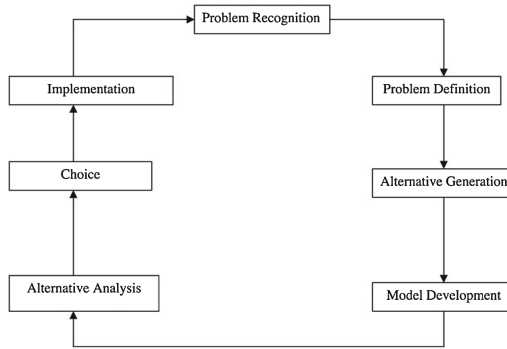 Problem Recognition
Problem Definition
Alternative Generation
Model Development
Alternative Analysis
Choice
Implementation